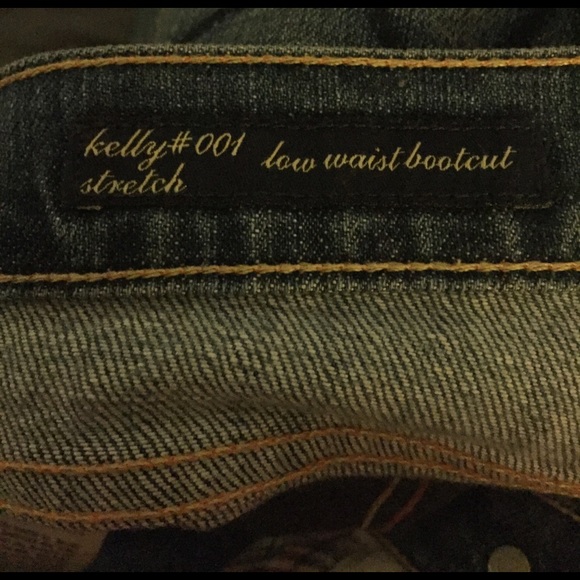 kelly# 001 low waist bootcut
stretch